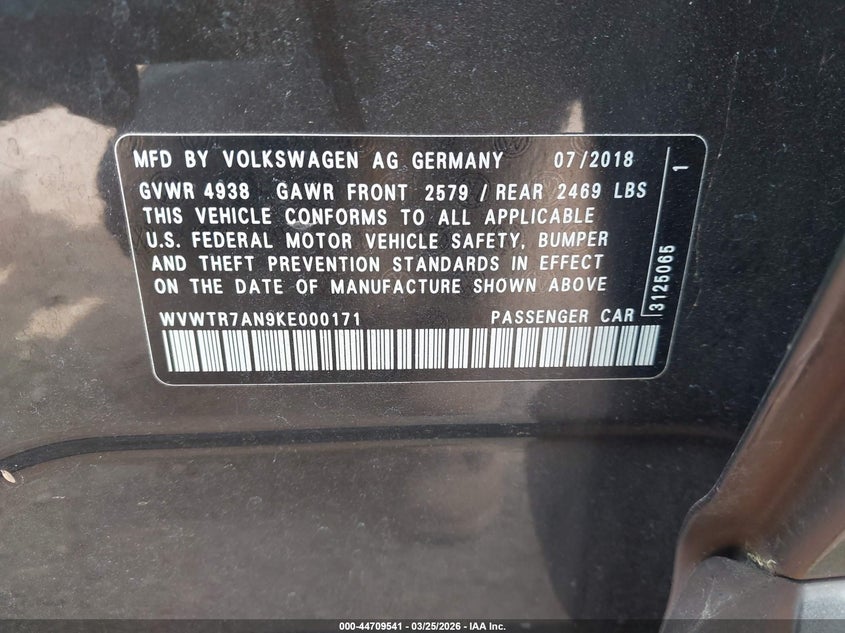 MFD BY VOLKSWAGEN AG GERMANY 07/2018
GVWR 4938 GAWR FRONT 2579 / REAR 2469 LBS
THIS VEHICLE CONFORMS TO ALL APPLICABLE
U.S. FEDERAL MOTOR VEHICLE SAFETY, BUMPER
AND THEFT PREVENTION STANDARDS IN EFFECT
ON THE DATE OF MANUFACTURE SHOWN ABOVE
WVWTR7AN9KE000171 PASSENGER CAR
3125065 1
000-44709541 - 03/25/2026 - IAA Inc.